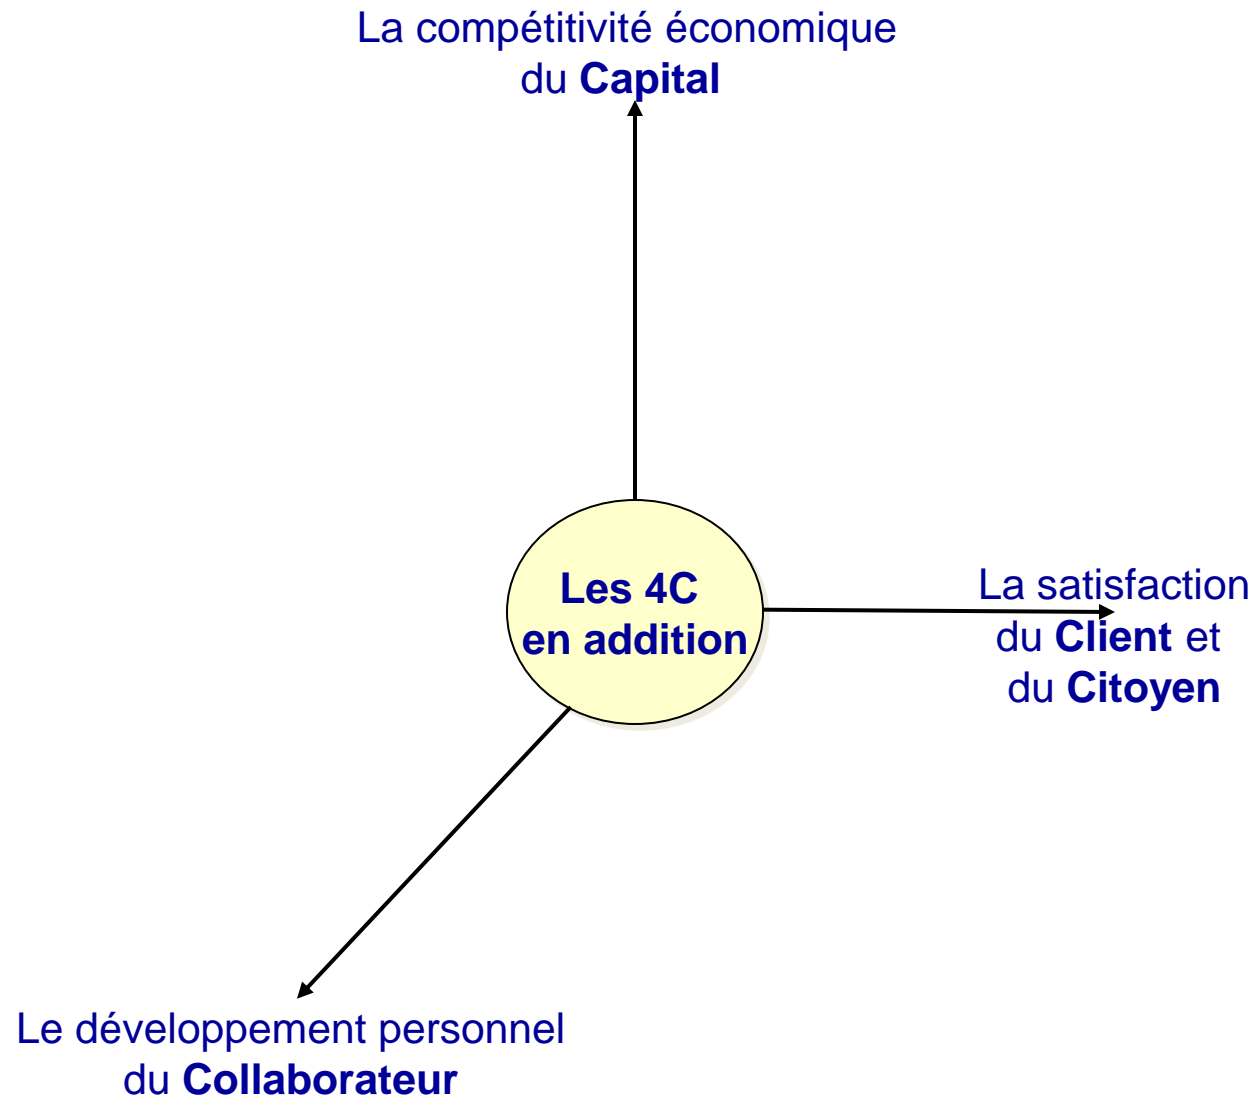 La compétitivité économique
du Capital
Les 4C
en addition
La satisfaction
du Client et
du Citoyen
Le développement personnel
du Collaborateur